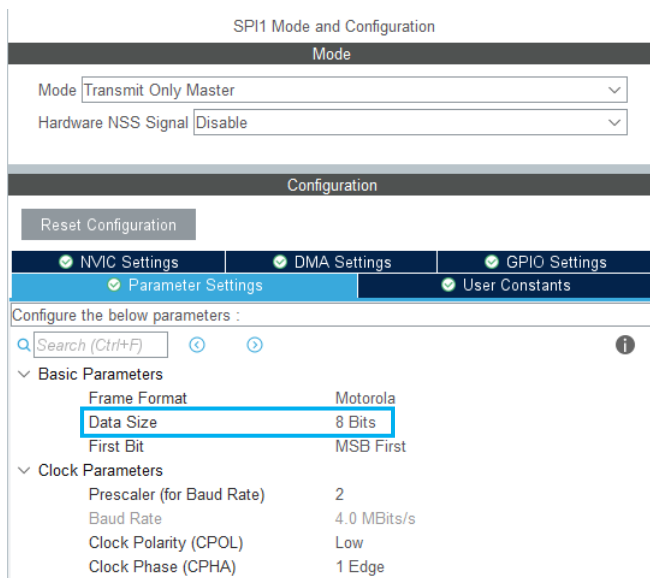 SPI1 Mode and Configuration
Mode
Mode Transmit Only Master
Hardware NSS Signal Disable
Configuration
Reset Configuration
NVIC Settings DMA Settings GPIO Settings
Parameter Settings User Constants
Configure the below parameters :
Search (Ctrl+F)
Basic Parameters
Frame Format Motorola
Data Size 8 Bits
First Bit MSB First
Clock Parameters
Prescaler (for Baud Rate) 2
Baud Rate 4.0 MBits/s
Clock Polarity (CPOL) Low
Clock Phase (CPHA) 1 Edge